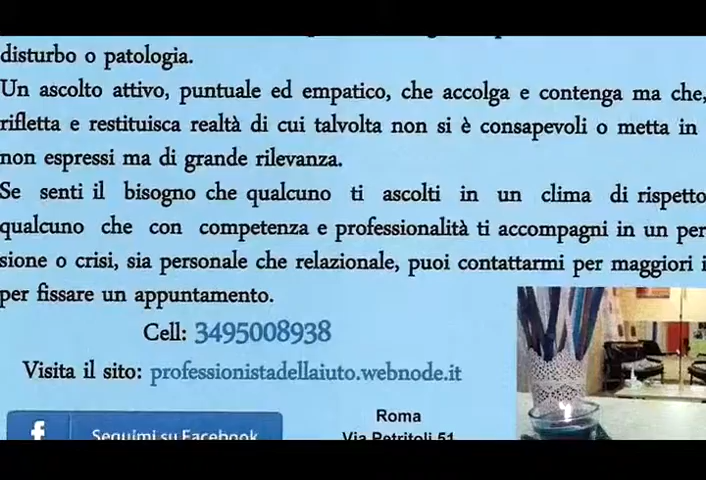 disturbo o patologia.
Un ascolto attivo, puntuale ed empatico, che accolga e contenga ma che,
rifletta e restituisca realtà di cui talvolta non si è consapevoli o metta in
non espressi ma di grande rilevanza.
Se senti il bisogno che qualcuno ti ascolti in un clima di rispetto
qualcuno che con competenza e professionalità ti accompagni in un per
sione o crisi, sia personale che relazionale, puoi contattarmi per maggiori i
per fissare un appuntamento.
Cell: 3495008938
Visita il sito: professionistadellaiuto.webnode.it
f Seguimi su Facebook
Roma
Via Petritoli 51